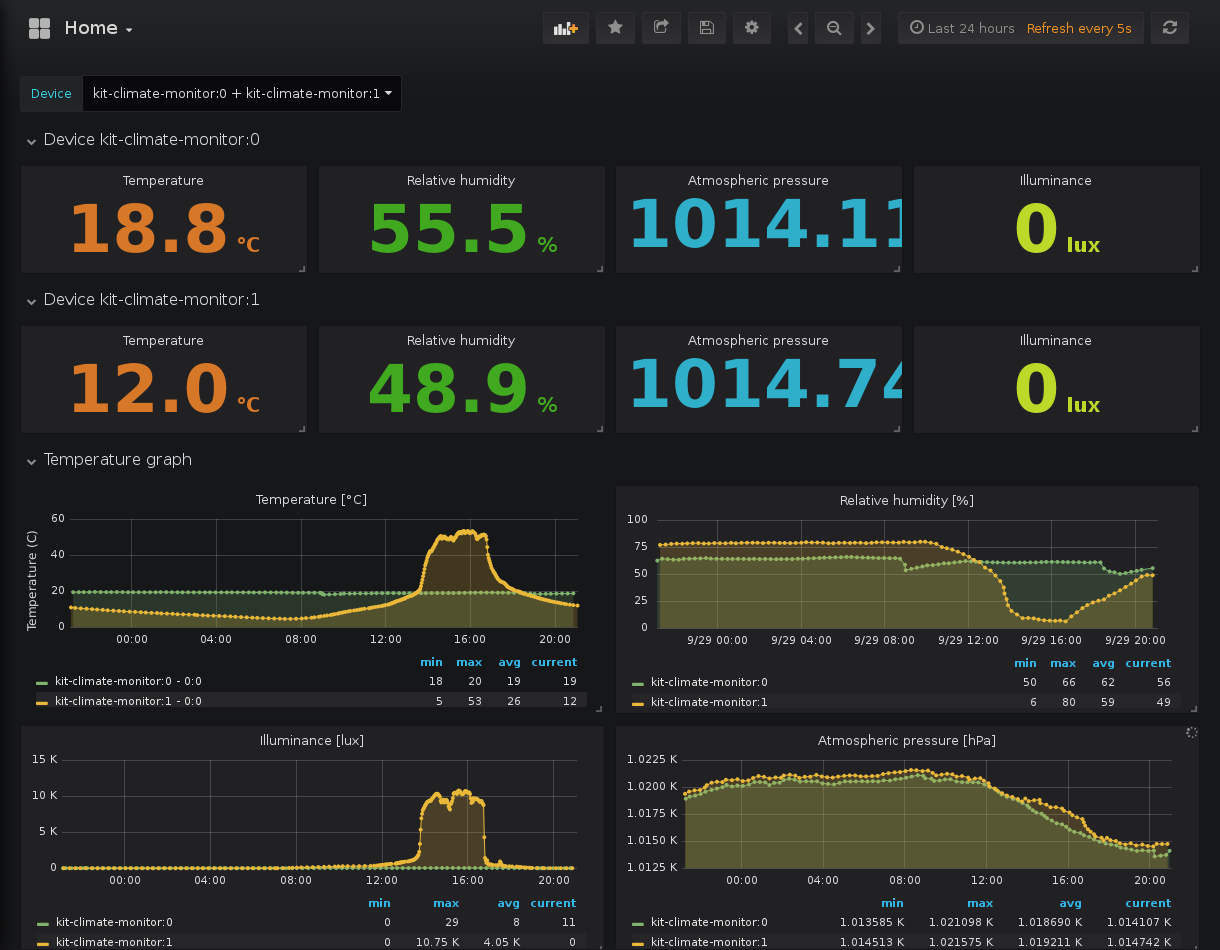 Home
Last 24 hours Refresh every 5s
Device kit-climate-monitor:0 + kit-climate-monitor:1
Device kit-climate-monitor:0
Temperature Relative humidity Atmospheric pressure Illuminance
18.8 °C 55.5 % 1014.11 0 lux
Device kit-climate-monitor:1
Temperature Relative humidity Atmospheric pressure Illuminance
12.0 °C 48.9 % 1014.74 0 lux
Temperature graph
Temperature [°C]
Temperature (C)
60
40
20
0
00:00 04:00 08:00 12:00 16:00 20:00
min max avg current
kit-climate-monitor:0 - 0:0 18 20 19 19
kit-climate-monitor:1 - 0:0 5 53 26 12
Relative humidity [%]
100
75
50
25
0
9/29 00:00 9/29 04:00 9/29 08:00 9/29 12:00 9/29 16:00 9/29 20:00
min max avg current
kit-climate-monitor:0 50 66 62 56
kit-climate-monitor:1 6 80 59 49
Illuminance [lux]
15 K
10 K
5 K
0
00:00 04:00 08:00 12:00 16:00 20:00
min max avg current
kit-climate-monitor:0 0 29 8 11
kit-climate-monitor:1 0 10.75 K 4.05 K 0
Atmospheric pressure [hPa]
1.0225 K
1.0200 K
1.0175 K
1.0150 K
1.0125 K
00:00 04:00 08:00 12:00 16:00 20:00
min max avg current
kit-climate-monitor:0 1.013585 K 1.021098 K 1.018690 K 1.014107 K
kit-climate-monitor:1 1.014513 K 1.021575 K 1.019211 K 1.014742 K